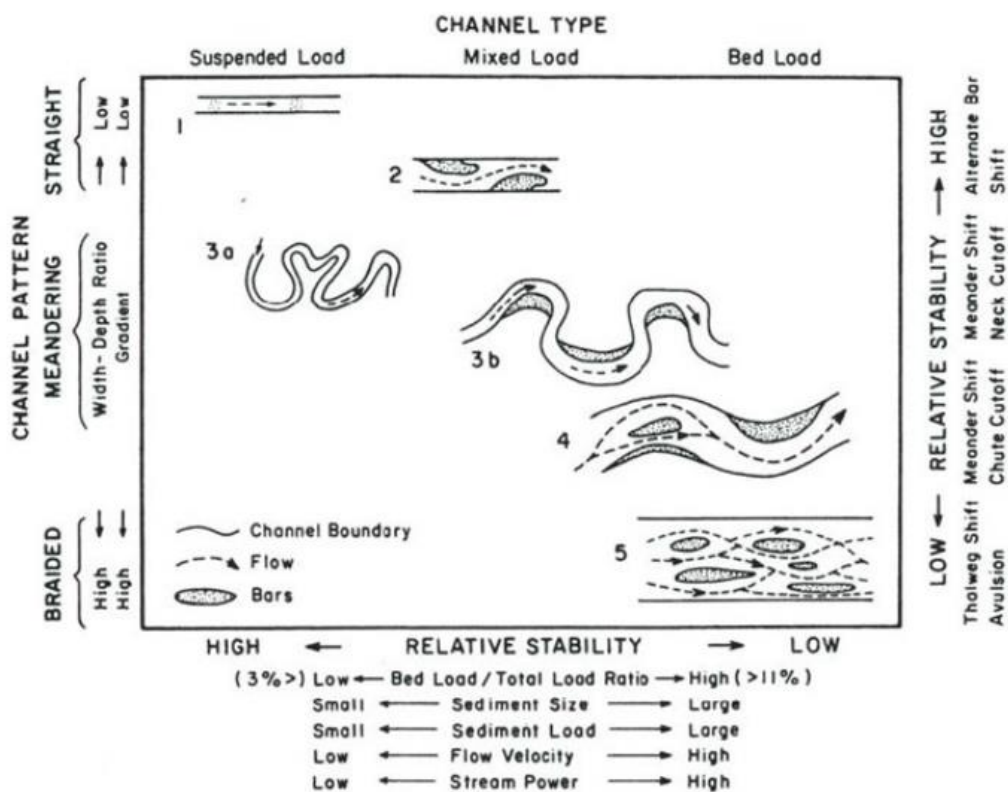 CHANNEL TYPE
Suspended Load Mixed Load Bed Load
CHANNEL PATTERN
STRAIGHT
MEANDERING
BRAIDED
Width-Depth Ratio
Gradient
Low
Low
High
High
1
2
3a
3b
4
5
Channel Boundary
Flow
Bars
HIGH
RELATIVE STABILITY
LOW
Alternate Bar
Shift
Meander Shift
Neck Cutoff
Meander Shift
Chute Cutoff
Thalweg Shift
Avulsion
HIGH ← RELATIVE STABILITY → LOW
(3%>) Low ← Bed Load / Total Load Ratio → High (>11%)
Small ← Sediment Size → Large
Small ← Sediment Load → Large
Low ← Flow Velocity → High
Low ← Stream Power → High